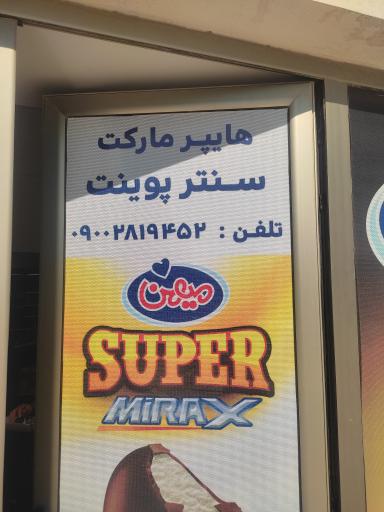 هایپر مارکت
سنتر پوینت
تلفن : ۰۹۰۰۲۸۱۹۴۵۲
میهن
SUPER
MiRAX